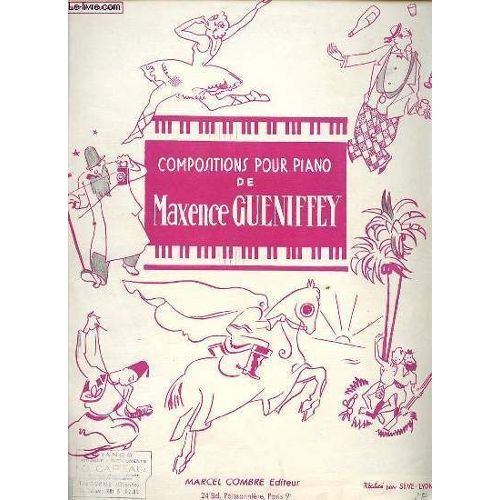 Le-livre.com
COMPOSITIONS POUR PIANO
DE
Maxence GUENIFFEY
PIANOS
MARCEL COMBRE Editeur
24 Bd. Poissonnière, Paris 9e
Réalisé par SEVE-LYON